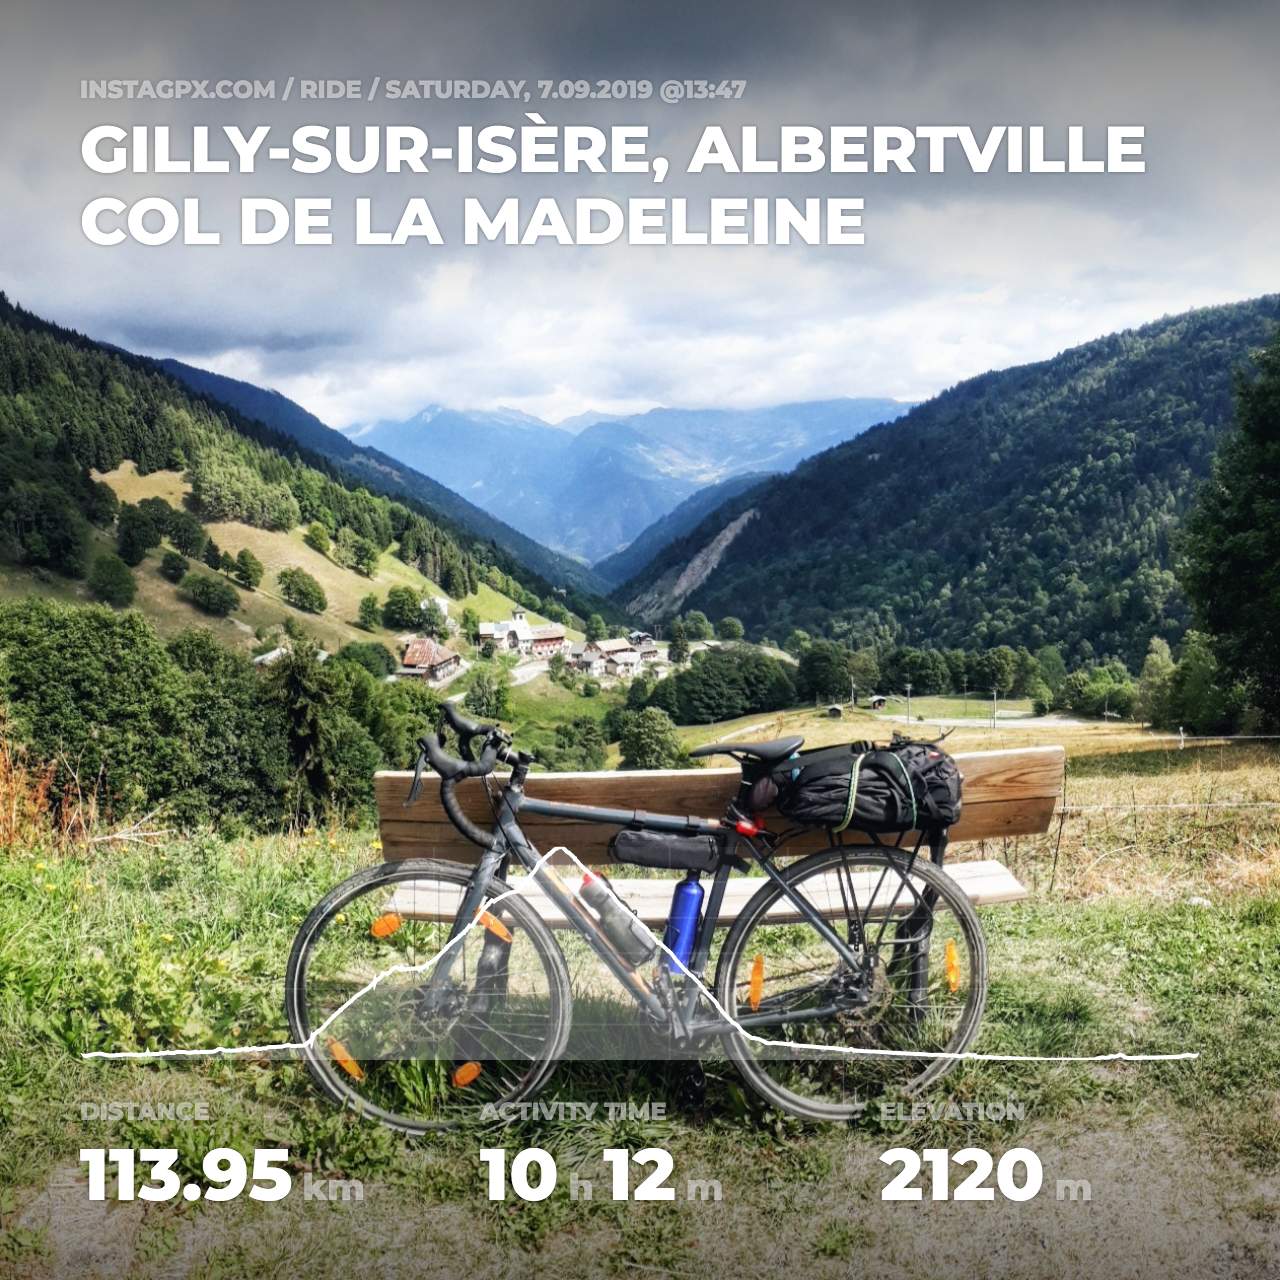 INSTAGPX.COM / RIDE / SATURDAY, 7.09.2019 @13:47
GILLY-SUR-ISÈRE, ALBERTVILLE
COL DE LA MADELEINE
DISTANCE ACTIVITY TIME ELEVATION
113.95 km 10 h 12 m 2120 m